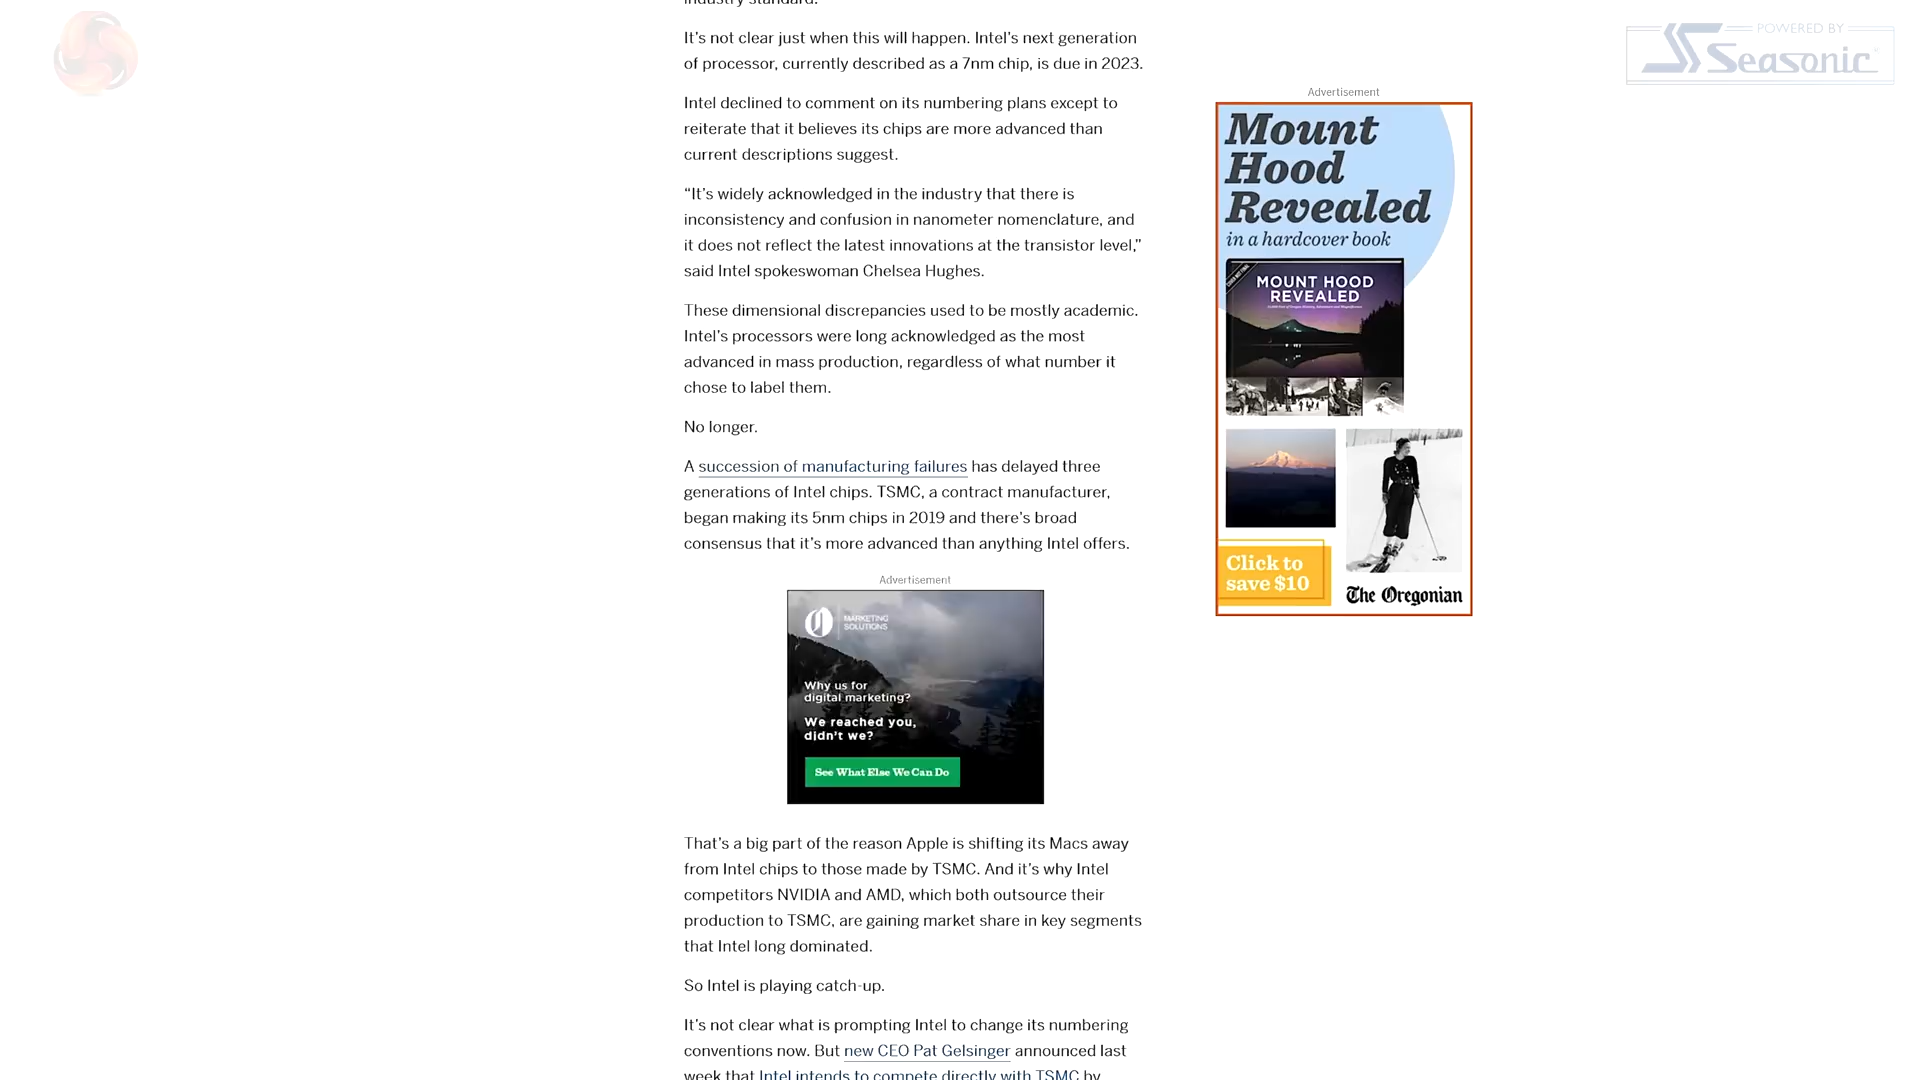 It's not clear just when this will happen. Intel's next generation
of processor, currently described as a 7nm chip, is due in 2023.
Intel declined to comment on its numbering plans except to
reiterate that it believes its chips are more advanced than
current descriptions suggest.
“It's widely acknowledged in the industry that there is
inconsistency and confusion in nanometer nomenclature, and
it does not reflect the latest innovations at the transistor level,”
said Intel spokeswoman Chelsea Hughes.
These dimensional discrepancies used to be mostly academic.
Intel's processors were long acknowledged as the most
advanced in mass production, regardless of what number it
chose to label them.
No longer.
A succession of manufacturing failures has delayed three
generations of Intel chips. TSMC, a contract manufacturer,
began making its 5nm chips in 2019 and there's broad
consensus that it's more advanced than anything Intel offers.
Advertisement
MARKETING
SOLUTIONS
Why us for
digital marketing?
We reached you,
didn't we?
See What Else We Can Do
That's a big part of the reason Apple is shifting its Macs away
from Intel chips to those made by TSMC. And it's why Intel
competitors NVIDIA and AMD, which both outsource their
production to TSMC, are gaining market share in key segments
that Intel long dominated.
So Intel is playing catch-up.
It's not clear what is prompting Intel to change its numbering
conventions now. But new CEO Pat Gelsinger announced last
week that Intel intends to compete directly with TSMC by
POWERED BY
Seasonic
Advertisement
Mount
Hood
Revealed
in a hardcover book
MOUNT HOOD
REVEALED
Click to
save $10
The Oregonian